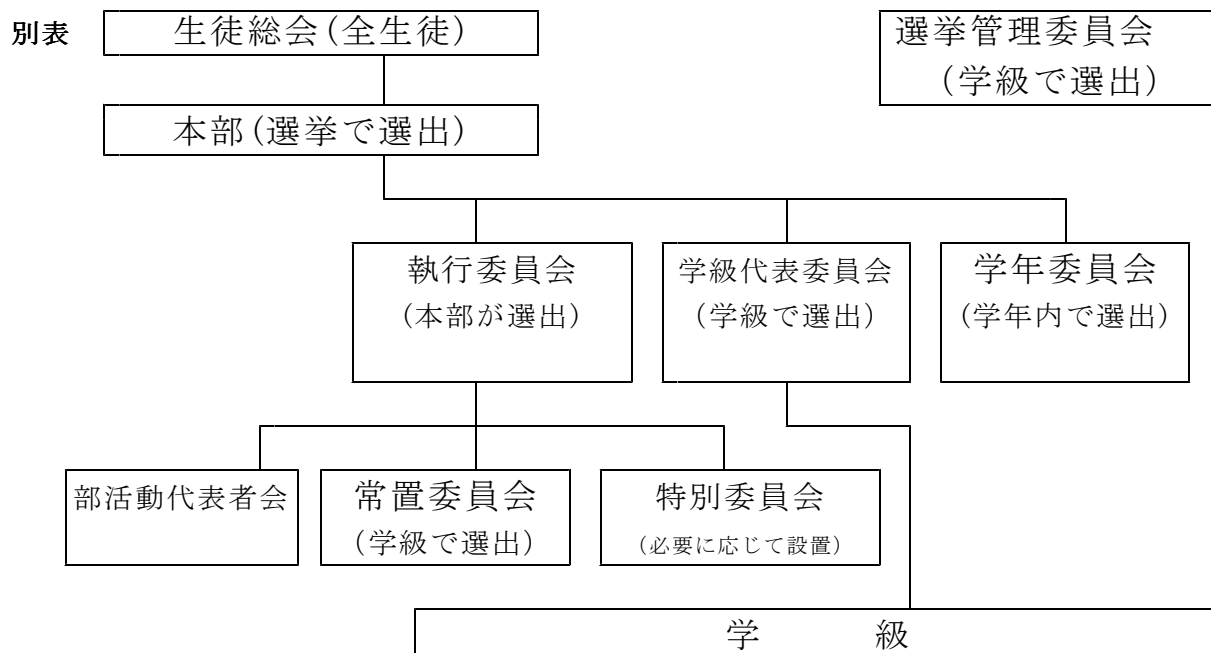 別表
生徒総会(全生徒)
選挙管理委員会
(学級で選出)
本部(選挙で選出)
執行委員会
(本部が選出)
学級代表委員会
(学級で選出)
学年委員会
(学年内で選出)
部活動代表者会
常置委員会
(学級で選出)
特別委員会
(必要に応じて設置)
学　　級